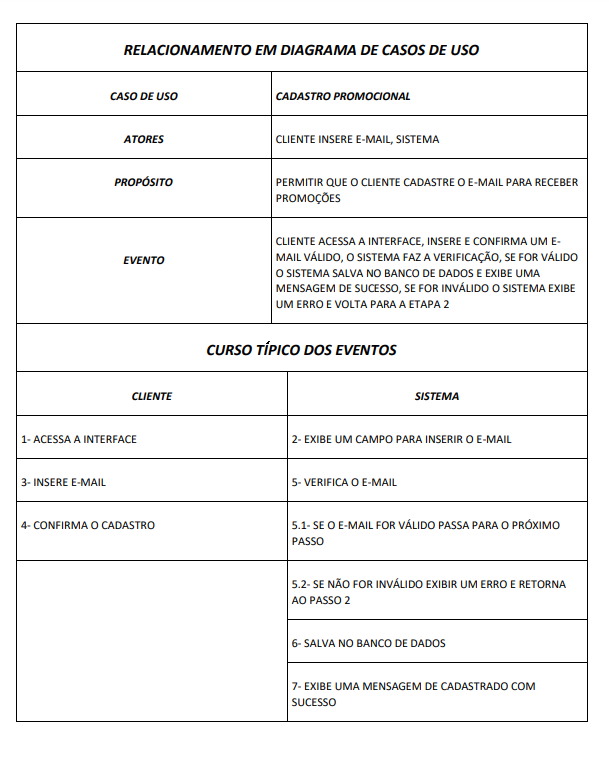 RELACIONAMENTO EM DIAGRAMA DE CASOS DE USO
CASO DE USO
CADASTRO PROMOCIONAL
ATORES
CLIENTE INSERE E-MAIL, SISTEMA
PROPÓSITO
PERMITIR QUE O CLIENTE CADASTRE O E-MAIL PARA RECEBER
PROMOÇÕES
EVENTO
CLIENTE ACESSA A INTERFACE, INSERE E CONFIRMA UM E-
MAIL VÁLIDO, O SISTEMA FAZ A VERIFICAÇÃO, SE FOR VÁLIDO
O SISTEMA SALVA NO BANCO DE DADOS E EXIBE UMA
MENSAGEM DE SUCESSO, SE FOR INVÁLIDO O SISTEMA EXIBE
UM ERRO E VOLTA PARA A ETAPA 2
CURSO TÍPICO DOS EVENTOS
CLIENTE
SISTEMA
1- ACESSA A INTERFACE
2- EXIBE UM CAMPO PARA INSERIR O E-MAIL
3- INSERE E-MAIL
5- VERIFICA O E-MAIL
4- CONFIRMA O CADASTRO
5.1- SE O E-MAIL FOR VÁLIDO PASSA PARA O PRÓXIMO
PASSO
5.2- SE NÃO FOR INVÁLIDO EXIBIR UM ERRO E RETORNA
AO PASSO 2
6- SALVA NO BANCO DE DADOS
7- EXIBE UMA MENSAGEM DE CADASTRADO COM
SUCESSO